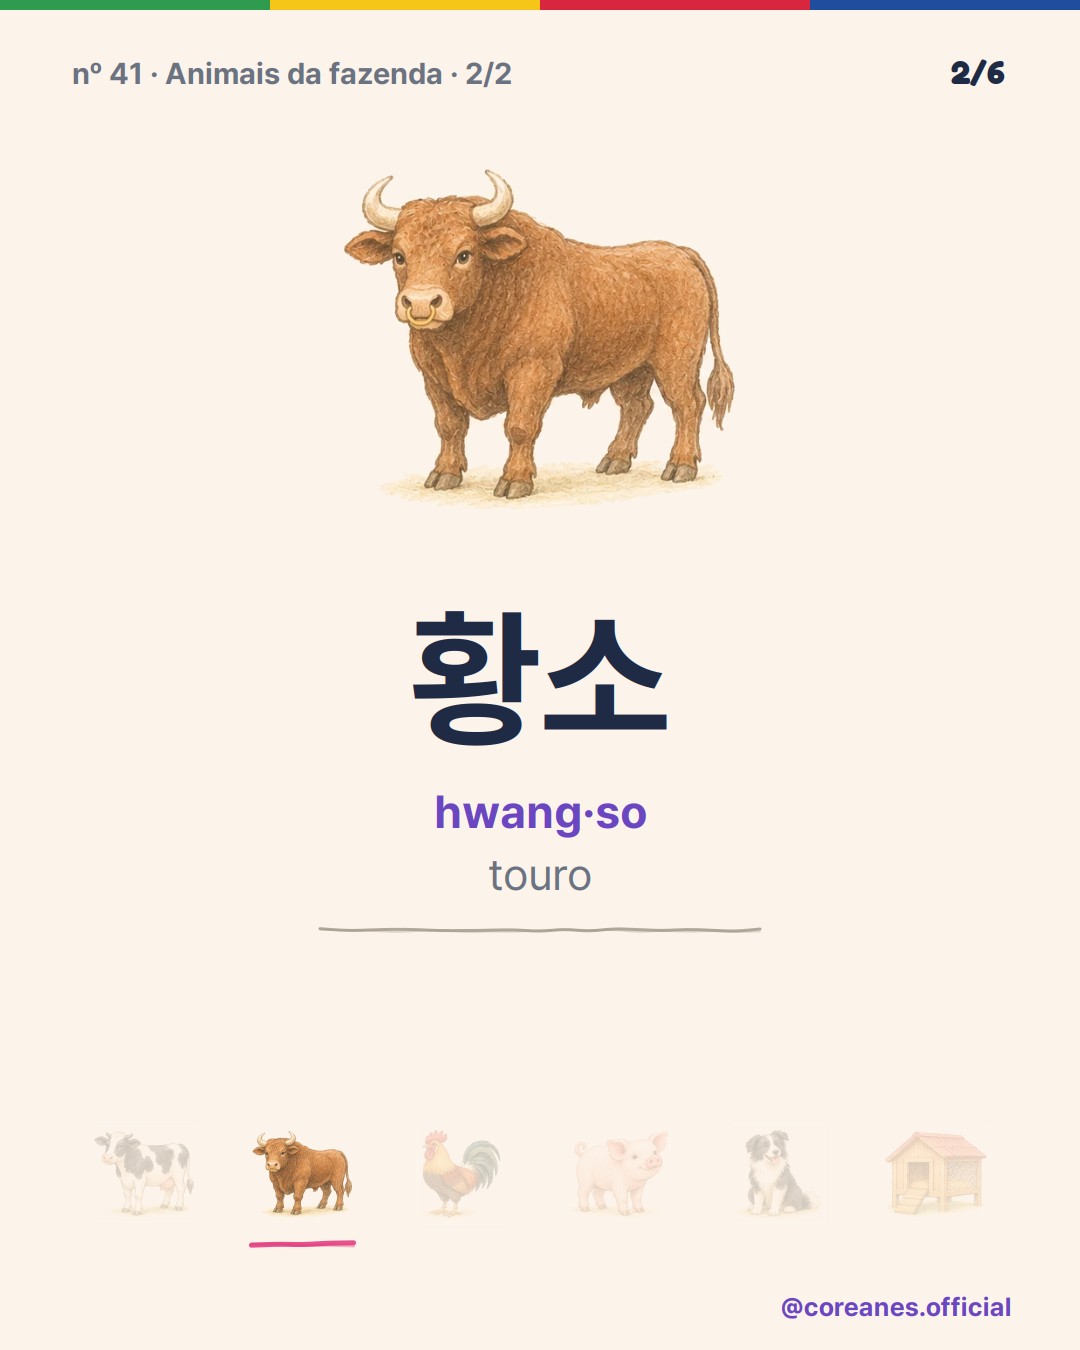 nº 41 · Animais da fazenda · 2/2
2/6
황소
hwang·so
touro
@coreanes.official